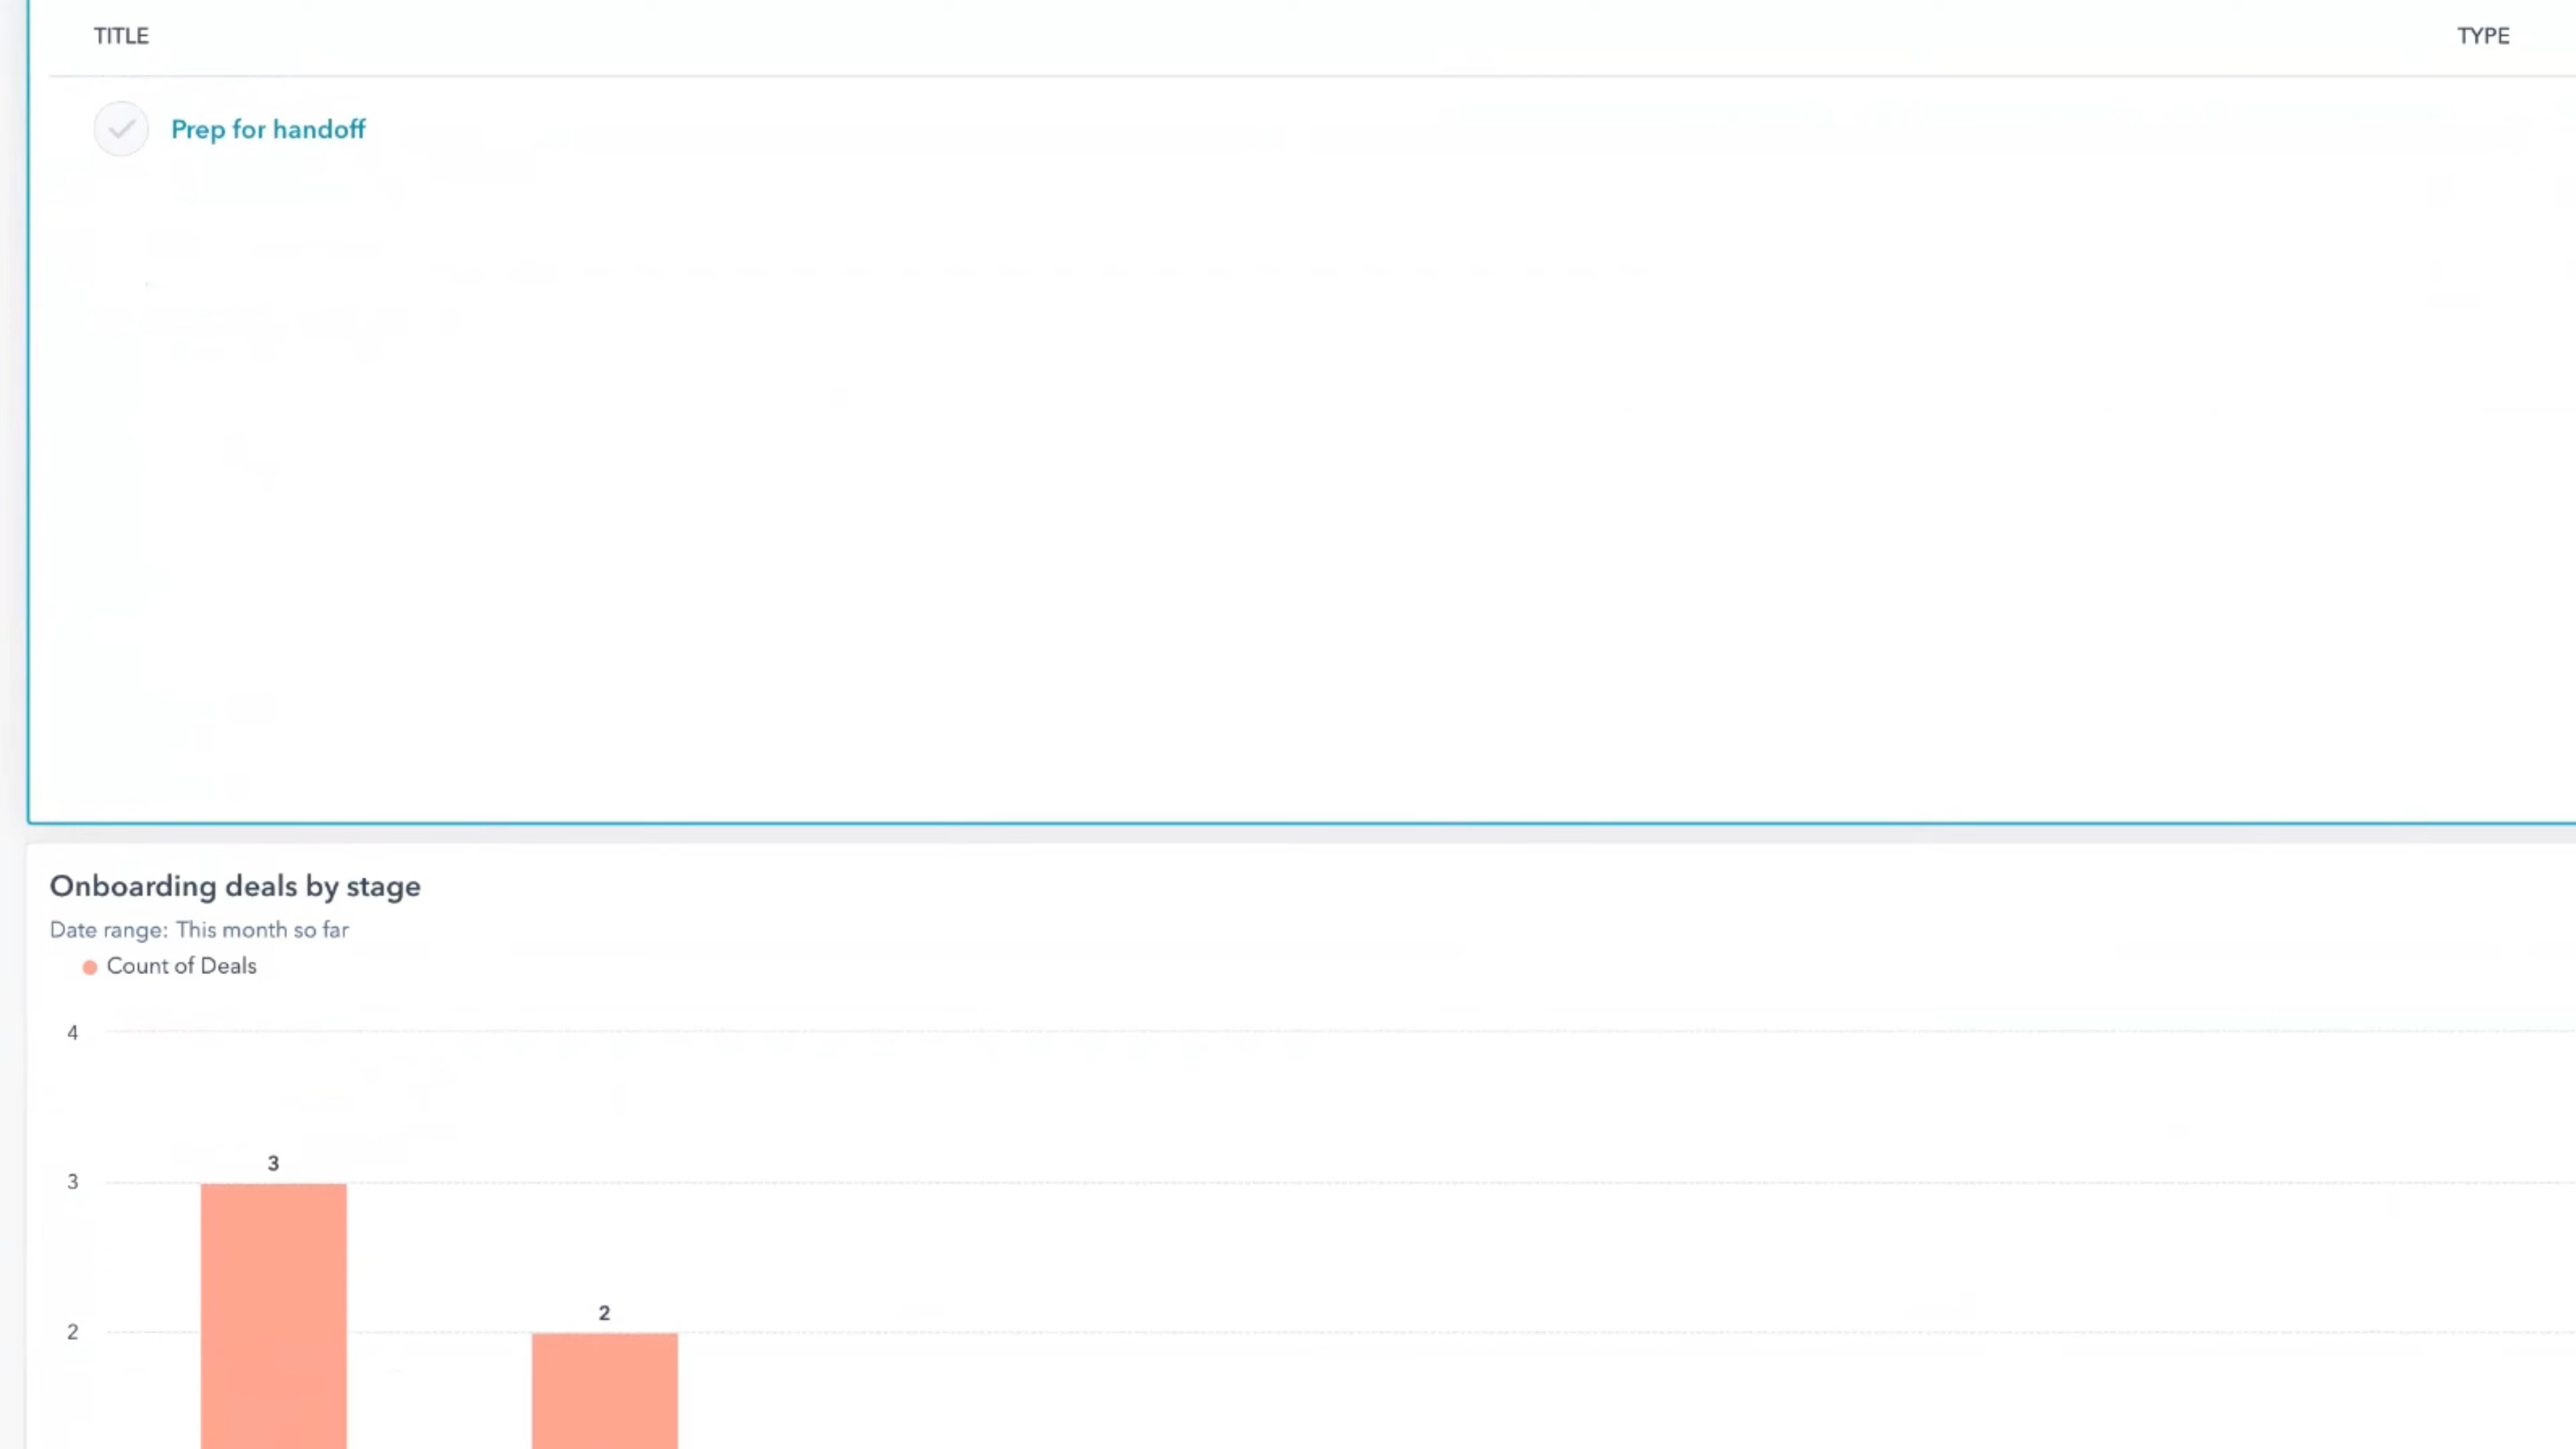 TITLE TYPE
Prep for handoff
Onboarding deals by stage
Date range: This month so far
Count of Deals
4
3
3
2
2